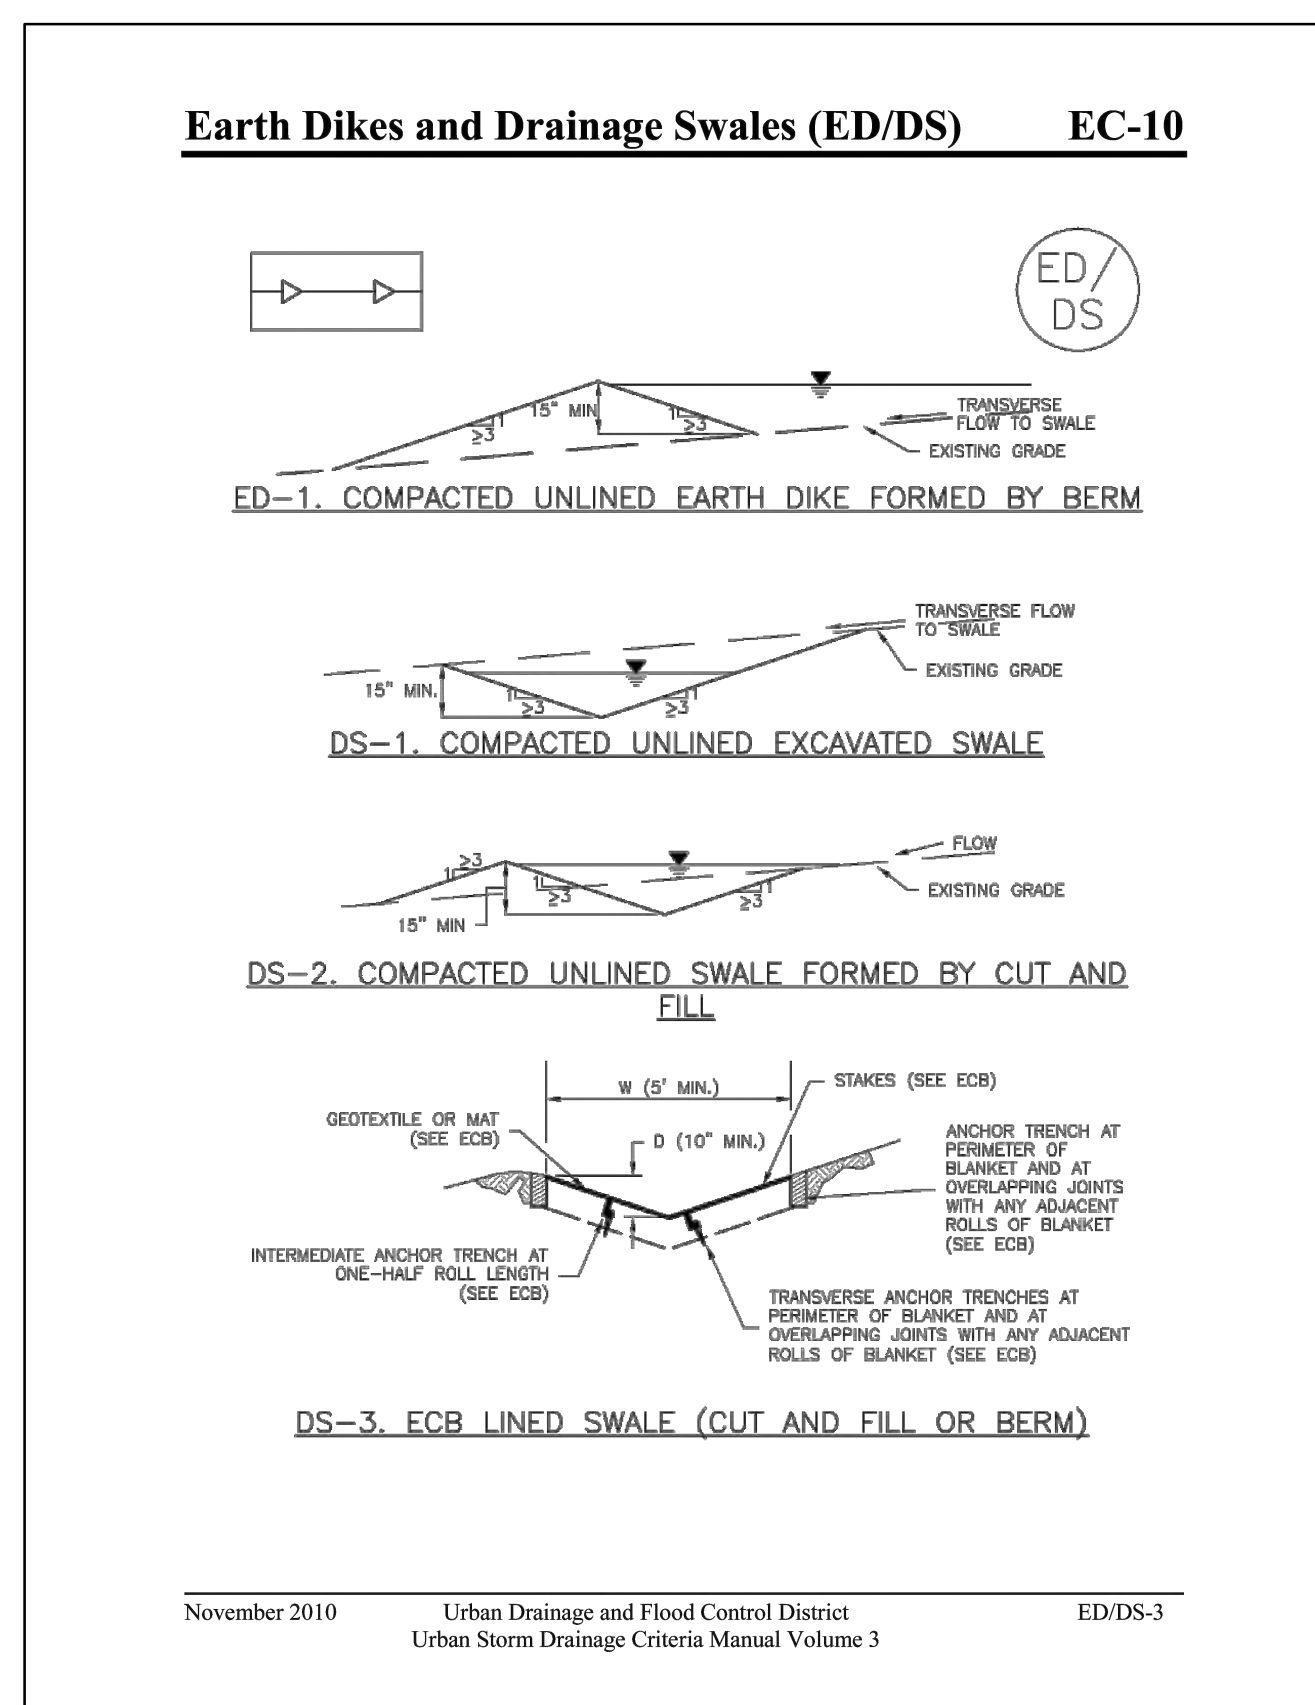 Earth Dikes and Drainage Swales (ED/DS) EC-10
ED/
DS
15" MIN
1
≥3
1
≥3
TRANSVERSE
FLOW TO SWALE
EXISTING GRADE
ED-1. COMPACTED UNLINED EARTH DIKE FORMED BY BERM
TRANSVERSE FLOW
TO SWALE
EXISTING GRADE
15" MIN.
1
≥3
1
≥3
DS-1. COMPACTED UNLINED EXCAVATED SWALE
FLOW
≥3
1
1
≥3
1
≥3
EXISTING GRADE
15" MIN
DS-2. COMPACTED UNLINED SWALE FORMED BY CUT AND
FILL
W (5' MIN.)
STAKES (SEE ECB)
GEOTEXTILE OR MAT
(SEE ECB)
D (10" MIN.)
ANCHOR TRENCH AT
PERIMETER OF
BLANKET AND AT
OVERLAPPING JOINTS
WITH ANY ADJACENT
ROLLS OF BLANKET
(SEE ECB)
INTERMEDIATE ANCHOR TRENCH AT
ONE-HALF ROLL LENGTH
(SEE ECB)
TRANSVERSE ANCHOR TRENCHES AT
PERIMETER OF BLANKET AND AT
OVERLAPPING JOINTS WITH ANY ADJACENT
ROLLS OF BLANKET (SEE ECB)
DS-3. ECB LINED SWALE (CUT AND FILL OR BERM)
November 2010 Urban Drainage and Flood Control District ED/DS-3
Urban Storm Drainage Criteria Manual Volume 3